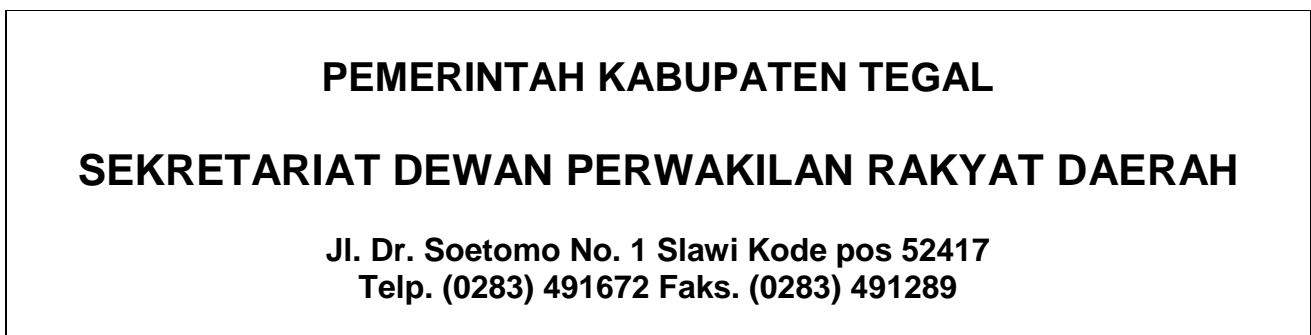 PEMERINTAH KABUPATEN TEGAL
SEKRETARIAT DEWAN PERWAKILAN RAKYAT DAERAH
Jl. Dr. Soetomo No. 1 Slawi Kode pos 52417
Telp. (0283) 491672 Faks. (0283) 491289